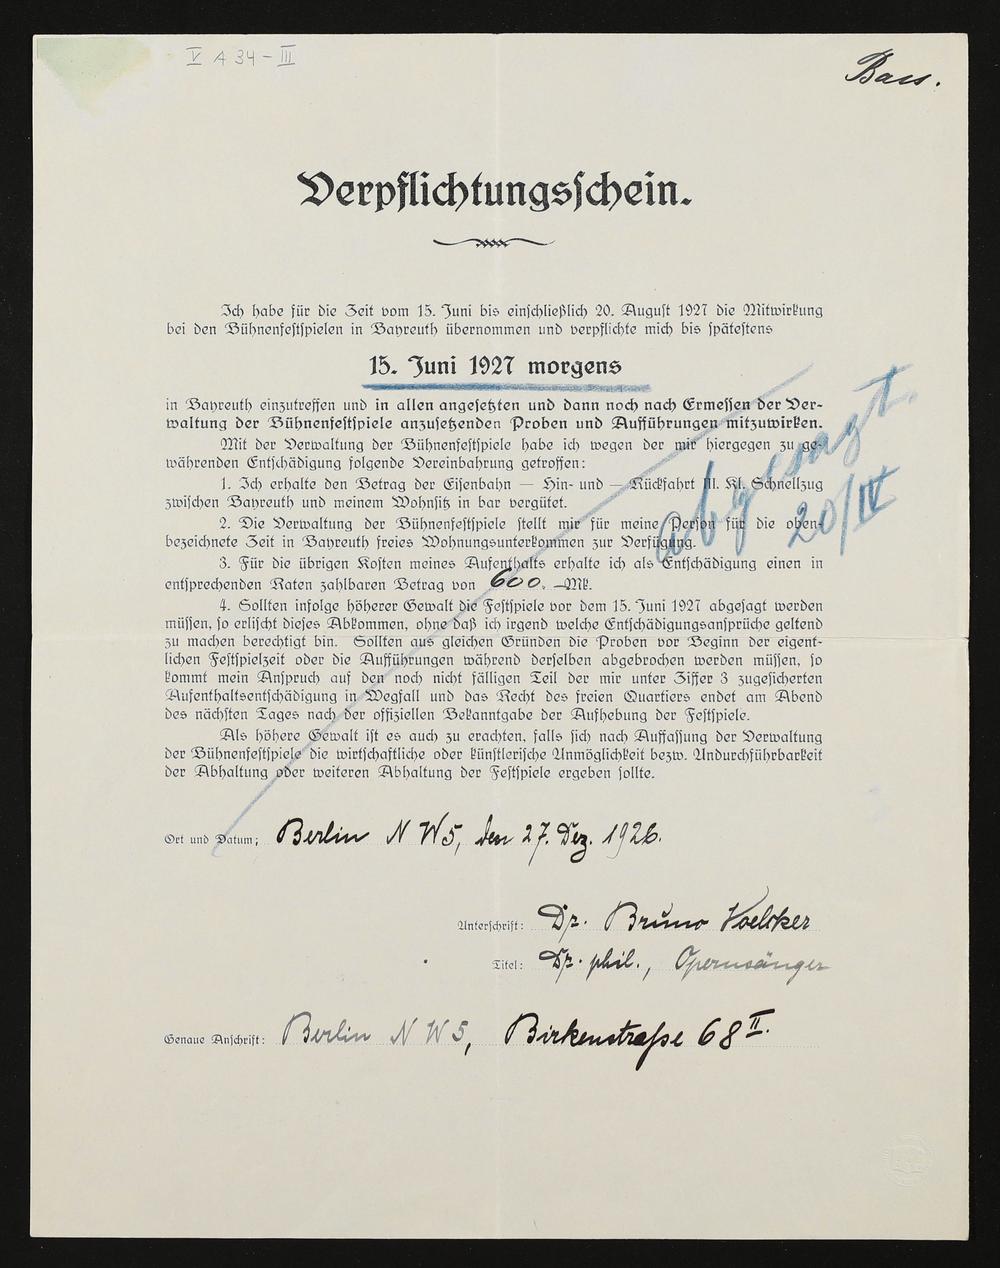 V A 34 - III
Bass.
Verpflichtungsschein.
Ich habe für die Zeit vom 15. Juni bis einschließlich 20. August 1927 die Mitwirkung
bei den Bühnenfestspielen in Bayreuth übernommen und verpflichte mich bis spätestens
15. Juni 1927 morgens
in Bayreuth einzutreffen und in allen angesetzten und dann noch nach Ermessen der Ver-
waltung der Bühnenfestspiele anzusetzenden Proben und Aufführungen mitzuwirken.
Mit der Verwaltung der Bühnenfestspiele habe ich wegen der mir hiergegen zu ge-
währenden Entschädigung folgende Vereinbahrung getroffen:
1. Ich erhalte den Betrag der Eisenbahn — Hin- und — Rückfahrt III. Kl. Schnellzug
zwischen Bayreuth und meinem Wohnsitz in bar vergütet.
2. Die Verwaltung der Bühnenfestspiele stellt mir für meine Person für die oben-
bezeichnete Zeit in Bayreuth freies Wohnungsunterkommen zur Verfügung.
abgesagt.
20/IV
3. Für die übrigen Kosten meines Aufenthalts erhalte ich als Entschädigung einen in
entsprechenden Raten zahlbaren Betrag von 600. —Mk.
4. Sollten infolge höherer Gewalt die Festspiele vor dem 15. Juni 1927 abgesagt werden
müssen, so erlischt dieses Abkommen, ohne daß ich irgend welche Entschädigungsansprüche geltend
zu machen berechtigt bin. Sollten aus gleichen Gründen die Proben vor Beginn der eigent-
lichen Festspielzeit oder die Aufführungen während derselben abgebrochen werden müssen, so
kommt mein Anspruch auf den noch nicht fälligen Teil der mir unter Ziffer 3 zugesicherten
Aufenthaltsentschädigung in Wegfall und das Recht des freien Quartiers endet am Abend
des nächsten Tages nach der offiziellen Bekanntgabe der Aufhebung der Festspiele.
Als höhere Gewalt ist es auch zu erachten, falls sich nach Auffassung der Verwaltung
der Bühnenfestspiele die wirtschaftliche oder künstlerische Unmöglichkeit bezw. Undurchführbarkeit
der Abhaltung oder weiteren Abhaltung der Festspiele ergeben sollte.
Ort und Datum: Berlin NW5, den 27. Dez. 1926.
Unterschrift: Dr. Bruno Voelcker
Titel: Dr. phil., Opernsänger
Genaue Anschrift: Berlin NW5, Birkenstraße 68 II.